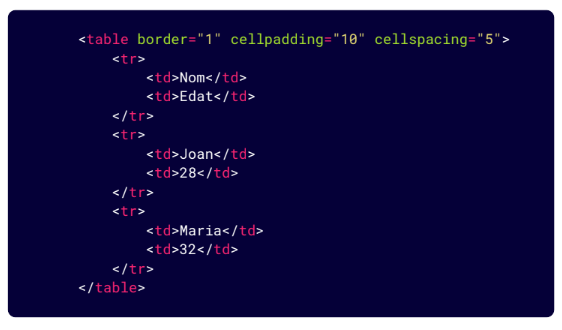 <table border="1" cellpadding="10" cellspacing="5">
<tr>
<td>Nom</td>
<td>Edat</td>
</tr>
<tr>
<td>Joan</td>
<td>28</td>
</tr>
<tr>
<td>Maria</td>
<td>32</td>
</tr>
</table>